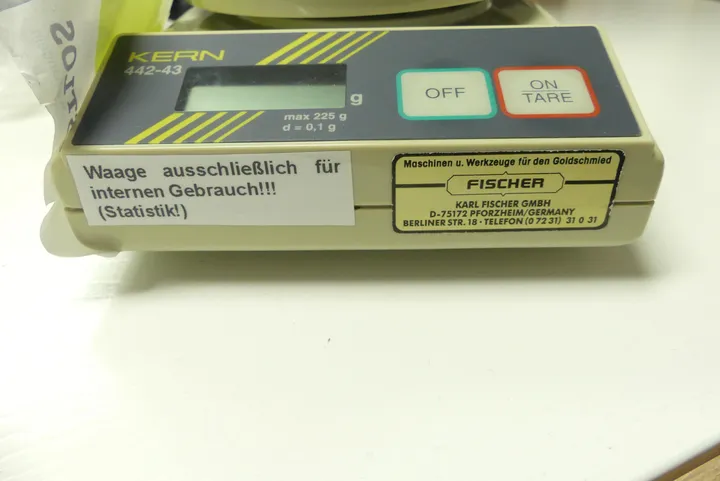 KERN
442-43
g
max 225 g
d = 0,1 g
OFF
ON
TARE
Waage ausschließlich für
internen Gebrauch!!!
(Statistik!)
Maschinen u. Werkzeuge für den Goldschmied
FISCHER
KARL FISCHER GMBH
D-75172 PFORZHEIM/GERMANY
BERLINER STR. 18 · TELEFON (0 72 31) 31 0 31